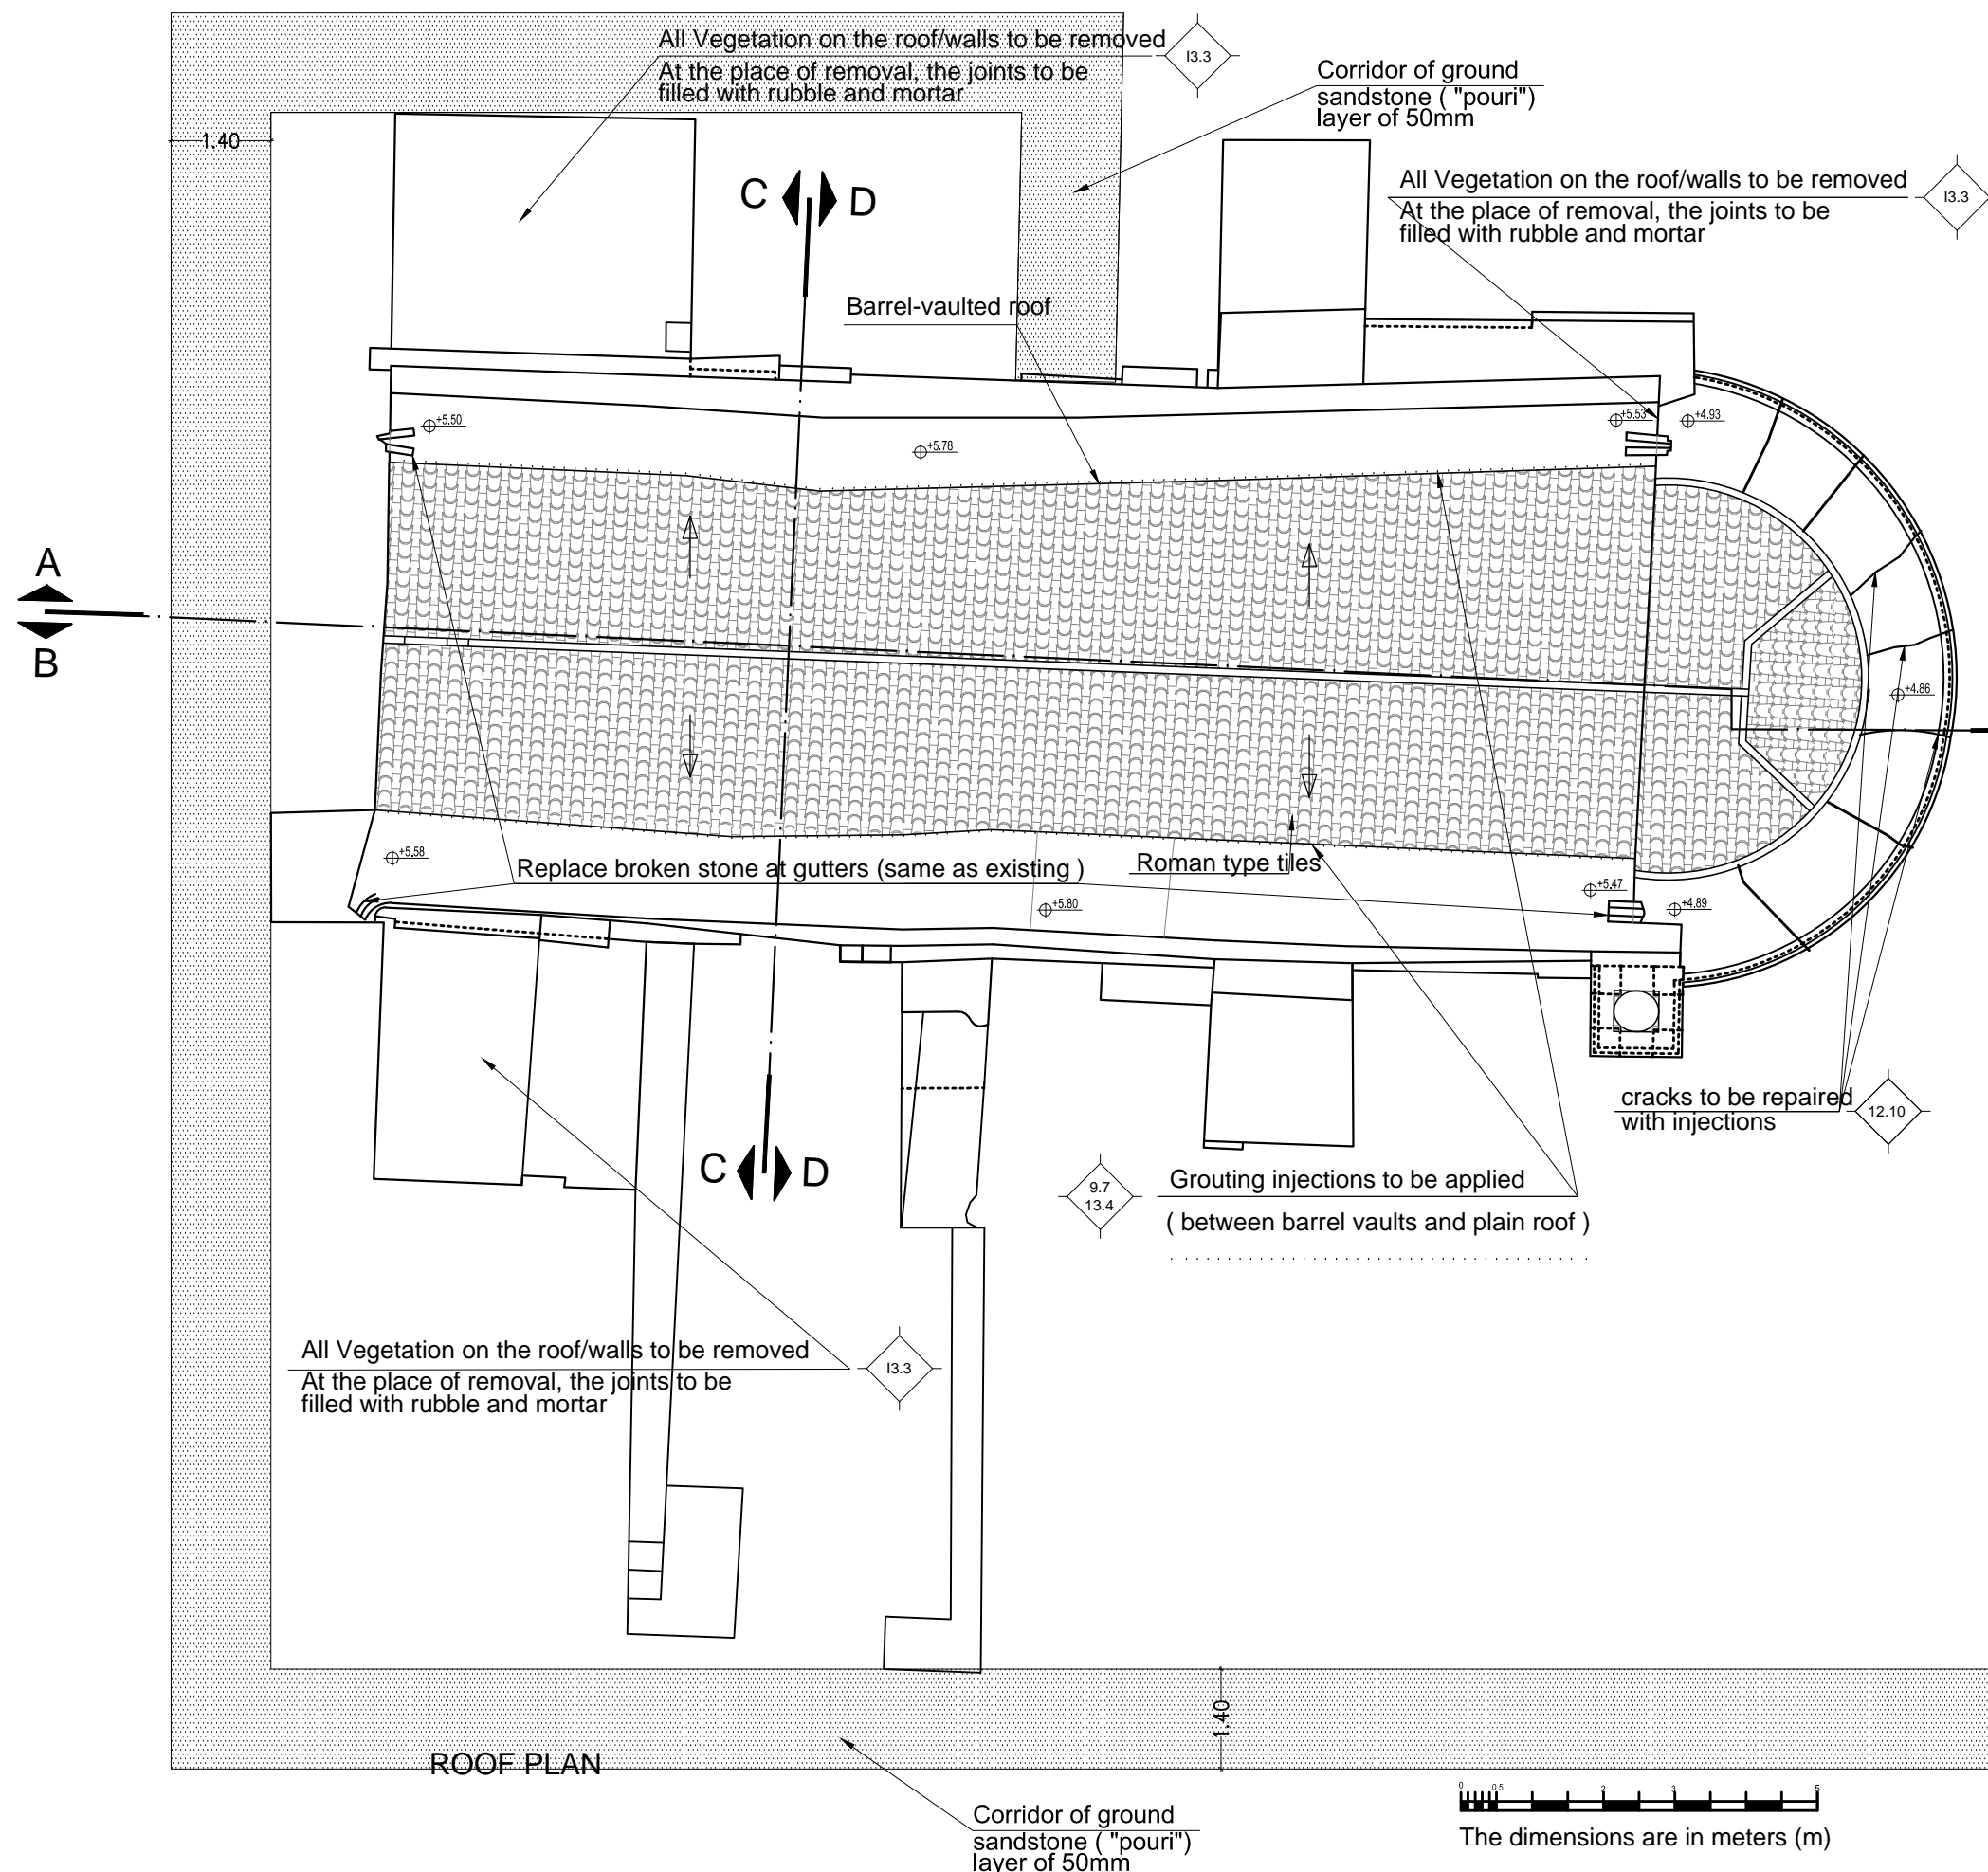 All Vegetation on the roof/walls to be removed
At the place of removal, the joints to be
filled with rubble and mortar
I3.3
Corridor of ground
sandstone ( "pouri")
layer of 50mm
1.40
C D
All Vegetation on the roof/walls to be removed
At the place of removal, the joints to be
filled with rubble and mortar
I3.3
Barrel-vaulted roof
+5.50
+5.78
+5.53
+4.93
A
B
+4.86
+5.58
Replace broken stone at gutters (same as existing )
Roman type tiles
+5.80
+5.47
+4.89
cracks to be repaired
with injections
12.10
C D
9.7
13.4
Grouting injections to be applied
( between barrel vaults and plain roof )
All Vegetation on the roof/walls to be removed
At the place of removal, the joints to be
filled with rubble and mortar
I3.3
1.40
ROOF PLAN
Corridor of ground
sandstone ( "pouri")
layer of 50mm
0 0,5 2 3 5
The dimensions are in meters (m)